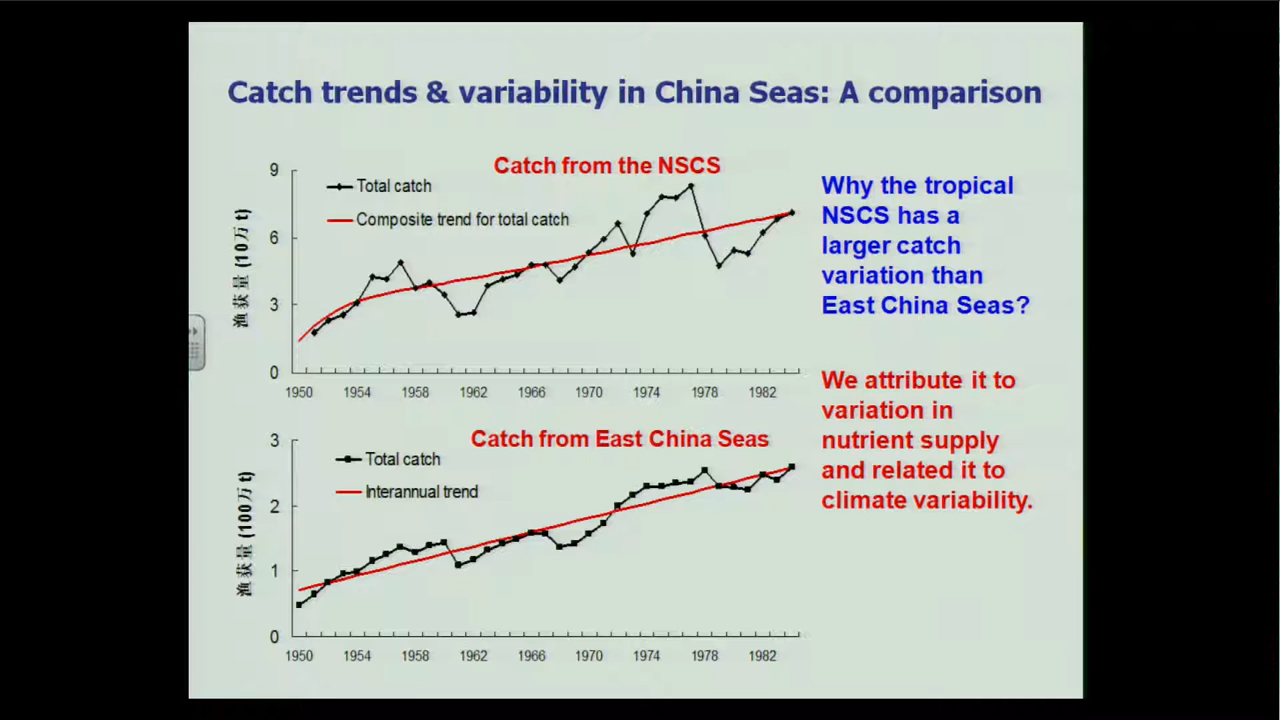 Catch trends & variability in China Seas: A comparison
Catch from the NSCS
Total catch
Composite trend for total catch
渔获量 (10万 t)
9
6
3
0
1950 1954 1958 1962 1966 1970 1974 1978 1982
Catch from East China Seas
Total catch
Interannual trend
渔获量 (100万 t)
3
2
1
0
1950 1954 1958 1962 1966 1970 1974 1978 1982
Why the tropical
NSCS has a
larger catch
variation than
East China Seas?
We attribute it to
variation in
nutrient supply
and related it to
climate variability.